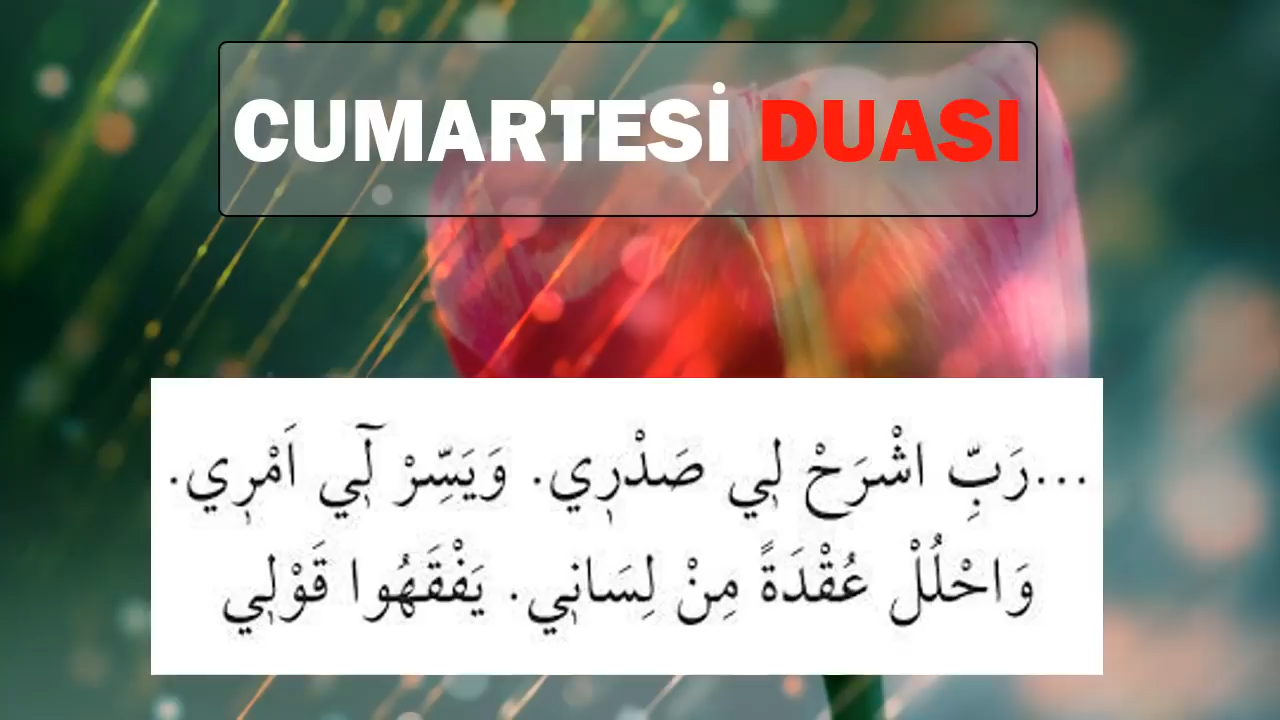 CUMARTESİ DUASI
...رَبِّ اشْرَحْ لٖي صَدْرٖي. وَيَسِّرْ لٖٓي اَمْرٖي.
وَاحْلُلْ عُقْدَةً مِنْ لِسَانٖي. يَفْقَهُوا قَوْلٖي